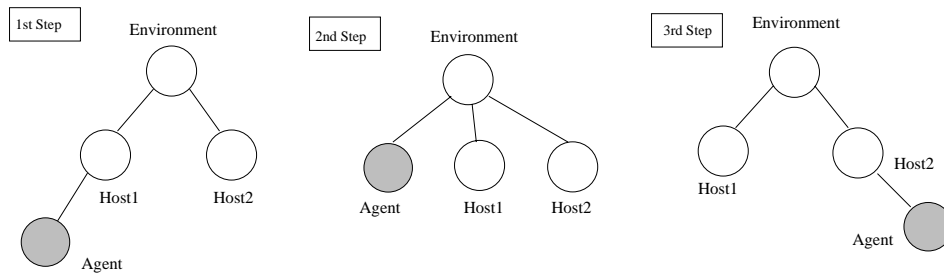 1st Step
Environment
Host1
Host2
Agent
2nd Step
Environment
Agent
Host1
Host2
3rd Step
Environment
Host1
Host2
Agent